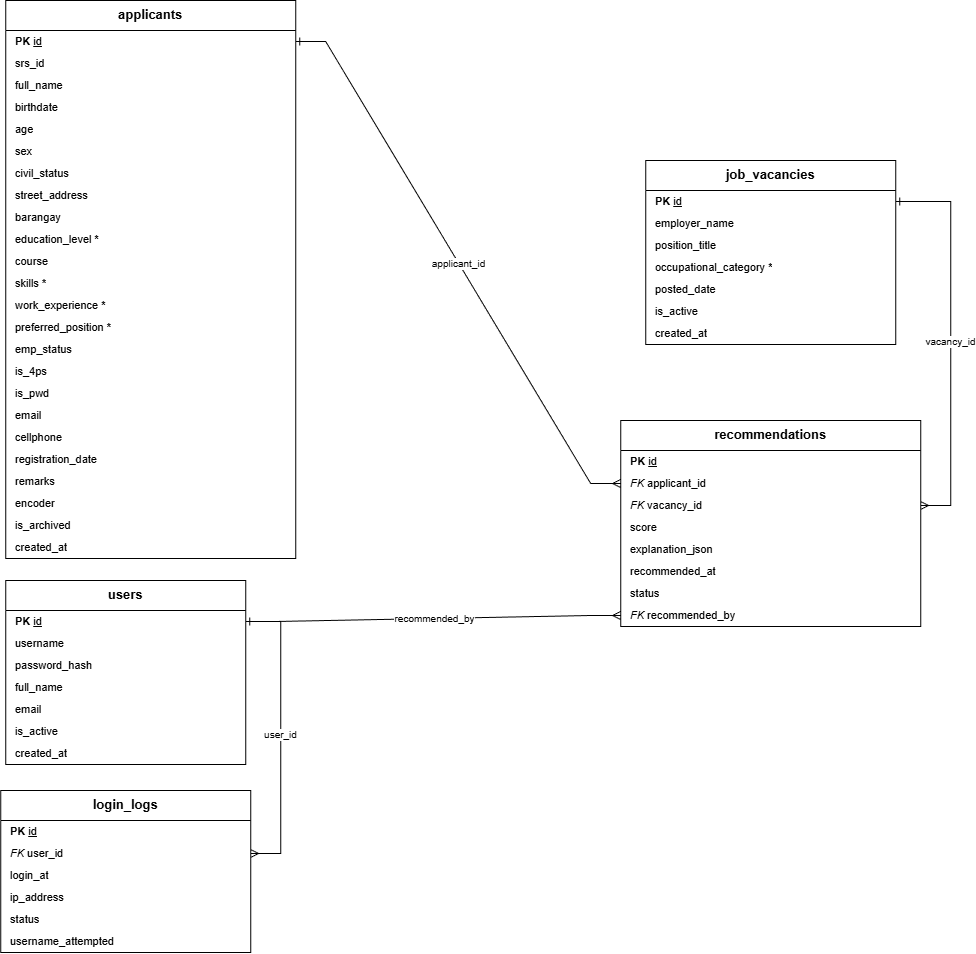 applicants
PK id
srs_id
full_name
birthdate
age
sex
civil_status
street_address
barangay
education_level *
course
skills *
work_experience *
preferred_position *
emp_status
is_4ps
is_pwd
email
cellphone
registration_date
remarks
encoder
is_archived
created_at
applicant_id
job_vacancies
PK id
employer_name
position_title
occupational_category *
posted_date
is_active
created_at
vacancy_id
recommendations
PK id
FK applicant_id
FK vacancy_id
score
explanation_json
recommended_at
status
FK recommended_by
users
PK id
username
password_hash
full_name
email
is_active
created_at
recommended_by
user_id
login_logs
PK id
FK user_id
login_at
ip_address
status
username_attempted